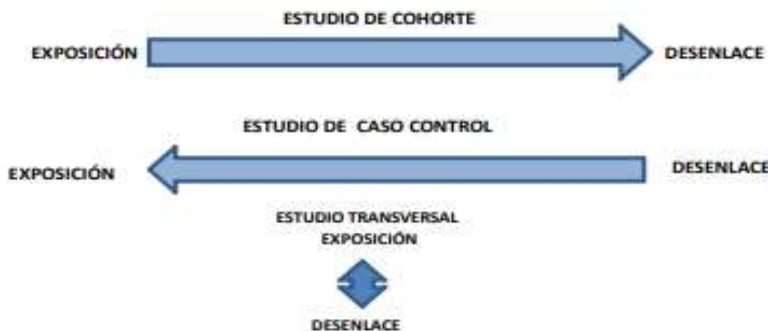 ESTUDIO DE COHORTE
EXPOSICIÓN
DESENLACE
ESTUDIO DE CASO CONTROL
EXPOSICIÓN
DESENLACE
ESTUDIO TRANSVERSAL
EXPOSICIÓN
DESENLACE